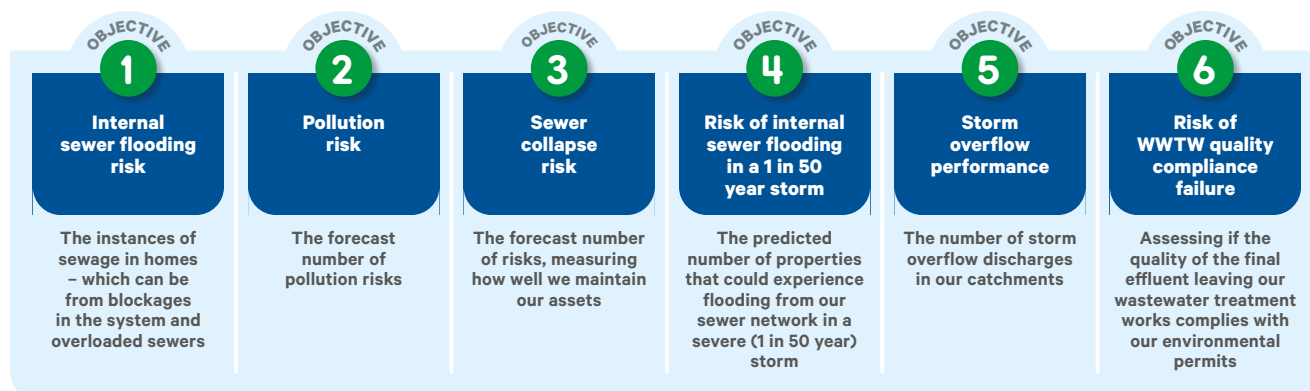 OBJECTIVE
1
Internal
sewer flooding
risk
The instances of
sewage in homes
– which can be
from blockages
in the system and
overloaded sewers
OBJECTIVE
2
Pollution
risk
The forecast
number of
pollution risks
OBJECTIVE
3
Sewer
collapse
risk
The forecast number
of risks, measuring
how well we maintain
our assets
OBJECTIVE
4
Risk of internal
sewer flooding
in a 1 in 50
year storm
The predicted
number of properties
that could experience
flooding from our
sewer network in a
severe (1 in 50 year)
storm
OBJECTIVE
5
Storm
overflow
performance
The number of storm
overflow discharges
in our catchments
OBJECTIVE
6
Risk of
WWTW quality
compliance
failure
Assessing if the
quality of the final
effluent leaving our
wastewater treatment
works complies with
our environmental
permits